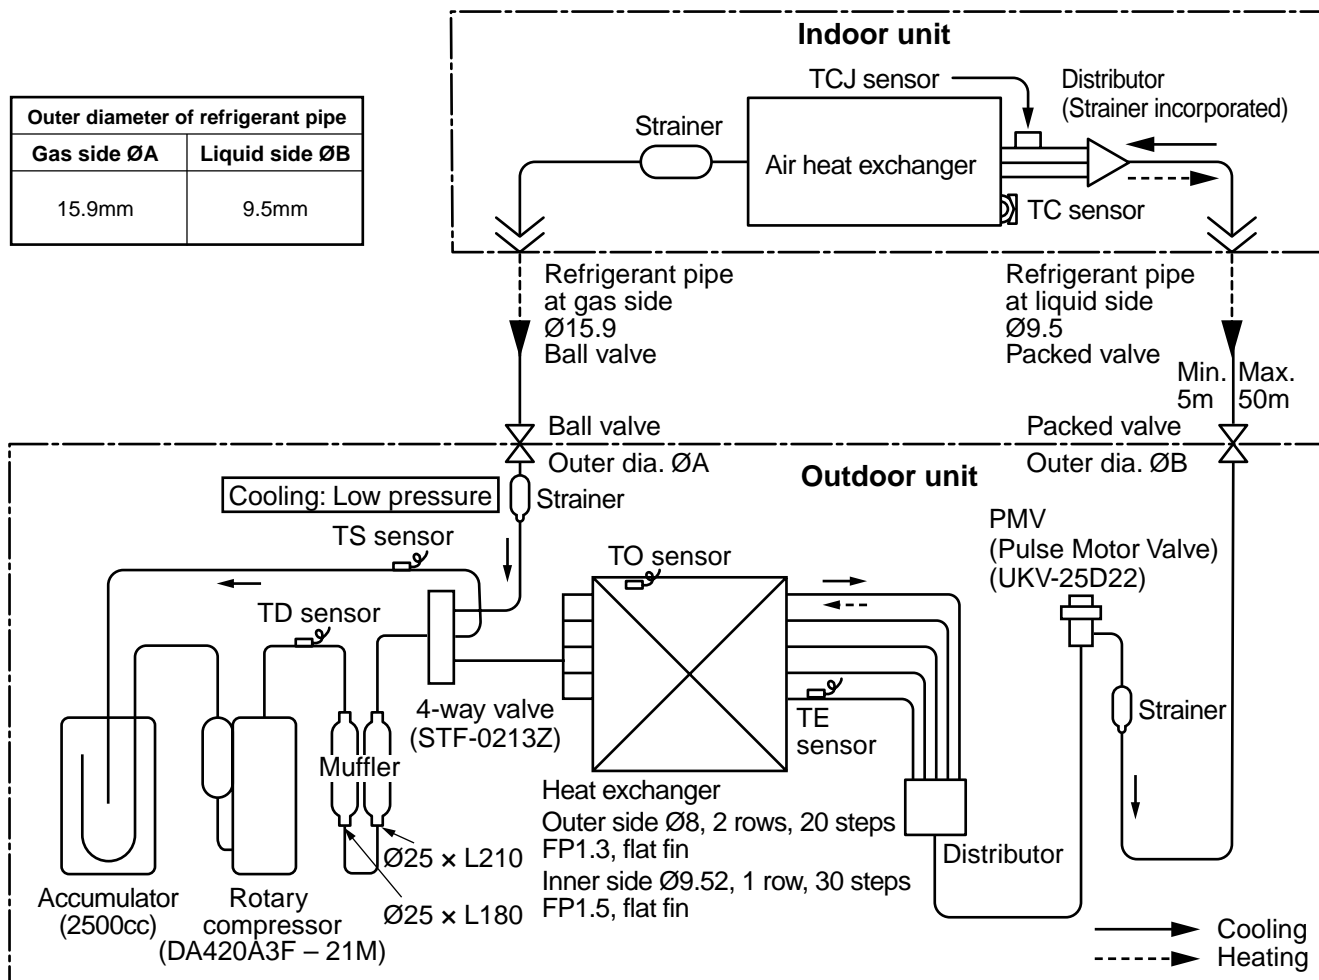 Indoor unit
TCJ sensor
Distributor
(Strainer incorporated)
Outer diameter of refrigerant pipe
Gas side ØA
Liquid side ØB
15.9mm
9.5mm
Strainer
Air heat exchanger
TC sensor
Refrigerant pipe
at gas side
Ø15.9
Ball valve
Refrigerant pipe
at liquid side
Ø9.5
Packed valve
Min.
5m
Max.
50m
Ball valve
Packed valve
Outer dia. ØA
Outer dia. ØB
Outdoor unit
Cooling: Low pressure
Strainer
PMV
(Pulse Motor Valve)
(UKV-25D22)
TS sensor
TO sensor
TD sensor
4-way valve
(STF-0213Z)
TE
sensor
Strainer
Muffler
Heat exchanger
Outer side Ø8, 2 rows, 20 steps
FP1.3, flat fin
Inner side Ø9.52, 1 row, 30 steps
FP1.5, flat fin
Distributor
Ø25 × L210
Ø25 × L180
Accumulator
(2500cc)
Rotary
compressor
(DA420A3F – 21M)
Cooling
Heating